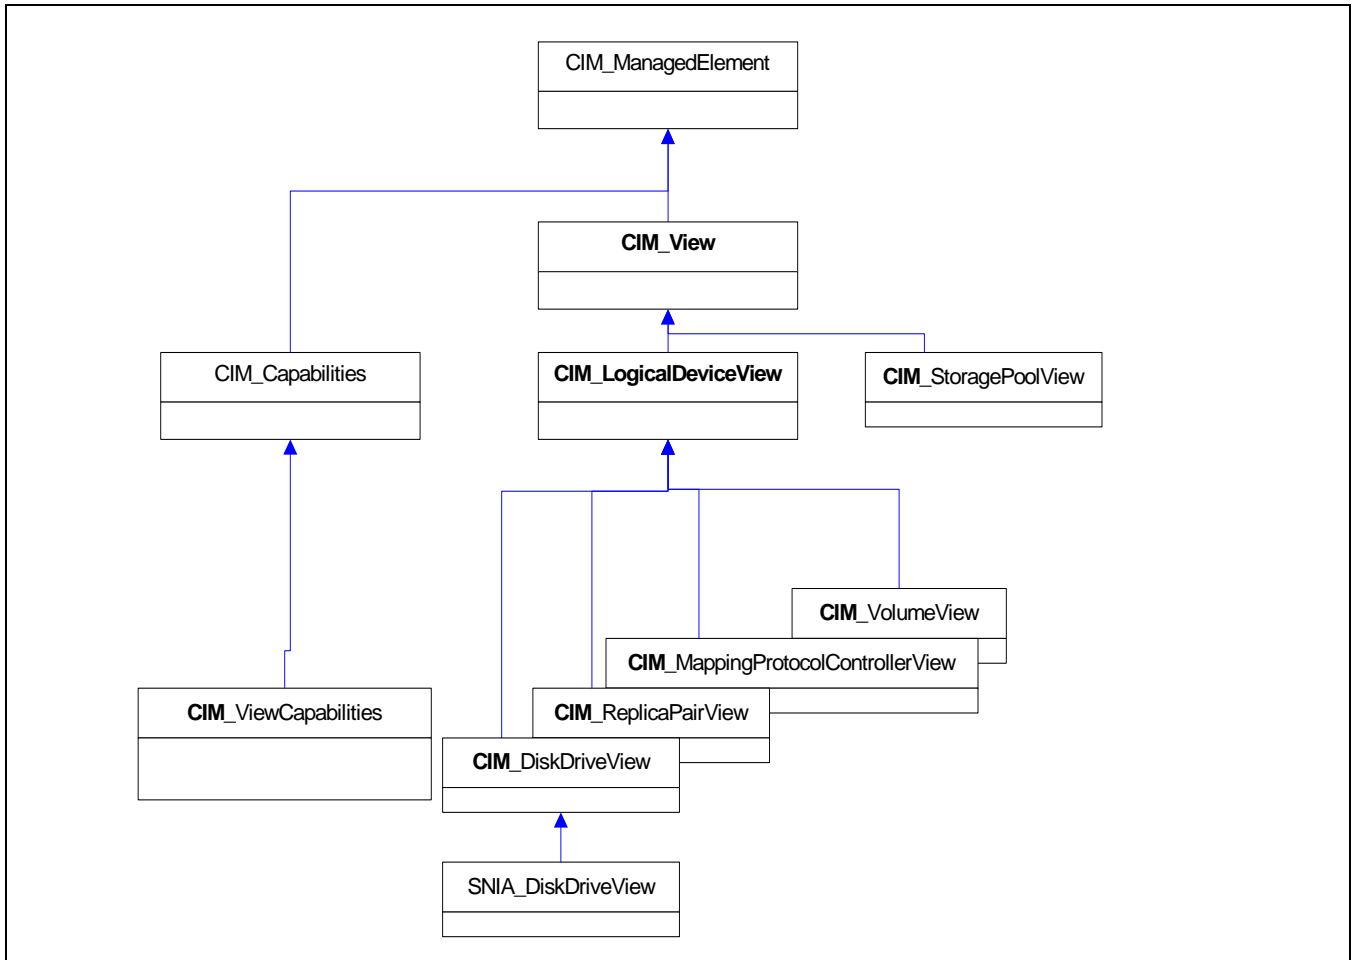 CIM_ManagedElement
CIM_View
CIM_Capabilities
CIM_LogicalDeviceView
CIM_StoragePoolView
CIM_VolumeView
CIM_MappingProtocolControllerView
CIM_ViewCapabilities
CIM_ReplicaPairView
CIM_DiskDriveView
SNIA_DiskDriveView